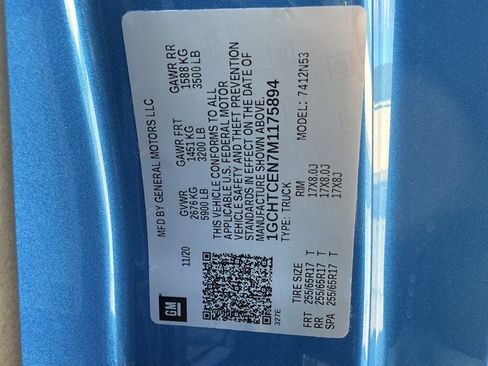 MFD BY GENERAL MOTORS LLC
11/20 GVWR GAWR FRT GAWR RR
2676 KG 1451 KG 1588 KG
5900 LB 3200 LB 3500 LB
THIS VEHICLE CONFORMS TO ALL
APPLICABLE U.S. FEDERAL MOTOR
VEHICLE SAFETY AND THEFT PREVENTION
STANDARDS IN EFFECT ON THE DATE OF
MANUFACTURE SHOWN ABOVE.
1GCHTCEN7M1175894
TYPE: TRUCK MODEL: 7412N53
GM
327E
TIRE SIZE RIM
FRT 255/65R17 T 17X8.0J
RR 255/65R17 T 17X8.0J
SPA 255/65R17 T 17X8J